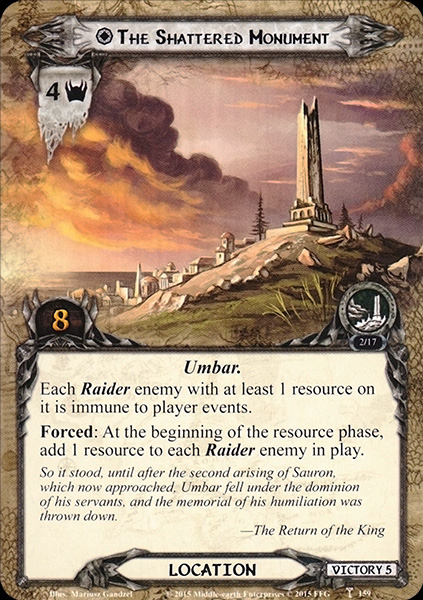 The Shattered Monument
4
8
2/17
Umbar.
Each Raider enemy with at least 1 resource on
it is immune to player events.
Forced: At the beginning of the resource phase,
add 1 resource to each Raider enemy in play.
So it stood, until after the second arising of Sauron,
which now approached, Umbar fell under the dominion
of his servants, and the memorial of his humiliation was
thrown down.
—The Return of the King
LOCATION
VICTORY 5
Illus. Mariusz Gandzel
© 2015 Middle-earth Enterprises © 2015 FFG
159